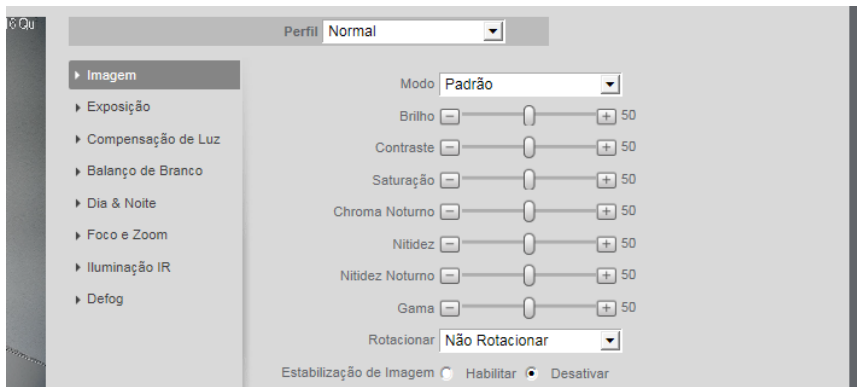 6 Qu
Perfil Normal
Imagem
Exposição
Compensação de Luz
Balanço de Branco
Dia & Noite
Foco e Zoom
Iluminação IR
Defog
Modo Padrão
Brilho 50
Contraste 50
Saturação 50
Chroma Noturno 50
Nitidez 50
Nitidez Noturno 50
Gama 50
Rotacionar Não Rotacionar
Estabilização de Imagem Habilitar Desativar